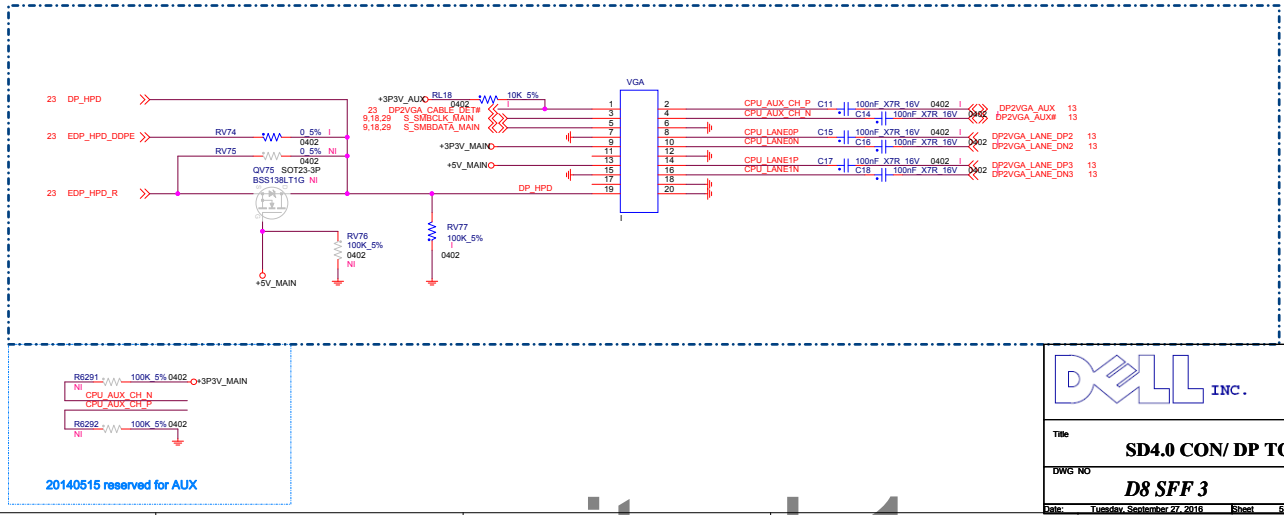 VGA
23 DP_HPD
+3P3V_AUX RL18 10K_5%
0402 I
23 DP2VGA_CABLE_DET#
9,18,29 S_SMBCLK_MAIN
9,18,29 S_SMBDATA_MAIN
+3P3V_MAIN
+5V_MAIN
1 2
3 4
5 6
7 8
9 10
11 12
13 14
15 16
17 18
19 20
I
CPU_AUX_CH_P C11 100nF_X7R_16V 0402 I DP2VGA_AUX 13
CPU_AUX_CH_N C14 100nF_X7R_16V 0402 DP2VGA_AUX# 13
CPU_LANE0P C15 100nF_X7R_16V 0402 I DP2VGA_LANE_DP2 13
CPU_LANE0N C16 100nF_X7R_16V 0402 DP2VGA_LANE_DN2 13
CPU_LANE1P C17 100nF_X7R_16V 0402 I DP2VGA_LANE_DP3 13
CPU_LANE1N C18 100nF_X7R_16V 0402 DP2VGA_LANE_DN3 13
23 EDP_HPD_DDPE RV74 0_5% I
0402
RV75 0_5% NI
0402
QV75 SOT23-3P
BSS138LT1G NI
23 EDP_HPD_R
DP_HPD
RV76
100K_5%
0402
NI
RV77
100K_5%
I
0402
+5V_MAIN
R6291 100K_5% 0402 +3P3V_MAIN
NI
CPU_AUX_CH_N
CPU_AUX_CH_P
R6292 100K_5% 0402
NI
20140515 reserved for AUX
DELL INC.
Title
SD4.0 CON/ DP TO
DWG NO
D8 SFF 3
Date: Tuesday, September 27, 2016 Sheet